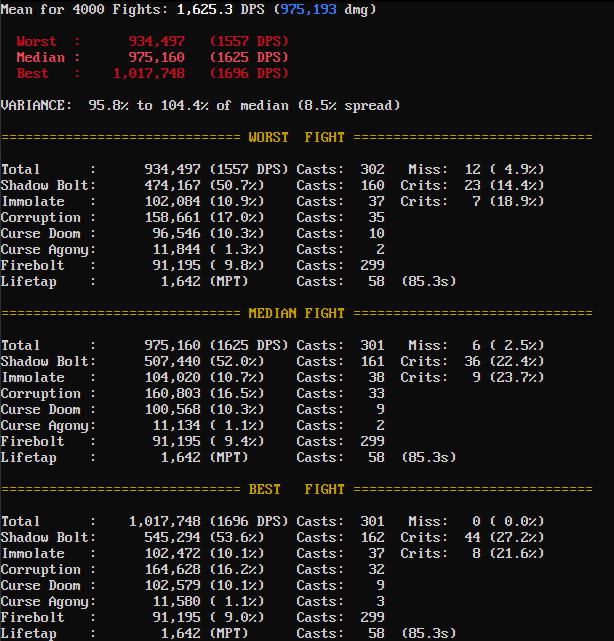 Mean for 4000 Fights: 1,625.3 DPS (975,193 dmg)
Worst : 934,497 (1557 DPS)
Median : 975,160 (1625 DPS)
Best : 1,017,748 (1696 DPS)
VARIANCE: 95.8% to 104.4% of median (8.5% spread)
============================== WORST FIGHT ==============================
Total : 934,497 (1557 DPS) Casts: 302 Miss: 12 ( 4.9%)
Shadow Bolt: 474,167 (50.7%) Casts: 160 Crits: 23 (14.4%)
Immolate : 102,084 (10.9%) Casts: 37 Crits: 7 (18.9%)
Corruption : 158,661 (17.0%) Casts: 35
Curse Doom : 96,546 (10.3%) Casts: 10
Curse Agony: 11,844 ( 1.3%) Casts: 2
Firebolt : 91,195 ( 9.8%) Casts: 299
Lifetap : 1,642 (MPT) Casts: 58 (85.3s)
============================== MEDIAN FIGHT ==============================
Total : 975,160 (1625 DPS) Casts: 301 Miss: 6 ( 2.5%)
Shadow Bolt: 507,440 (52.0%) Casts: 161 Crits: 36 (22.4%)
Immolate : 104,020 (10.7%) Casts: 38 Crits: 9 (23.7%)
Corruption : 160,803 (16.5%) Casts: 33
Curse Doom : 100,568 (10.3%) Casts: 9
Curse Agony: 11,134 ( 1.1%) Casts: 2
Firebolt : 91,195 ( 9.4%) Casts: 299
Lifetap : 1,642 (MPT) Casts: 58 (85.3s)
============================== BEST FIGHT ==============================
Total : 1,017,748 (1696 DPS) Casts: 301 Miss: 0 ( 0.0%)
Shadow Bolt: 545,294 (53.6%) Casts: 162 Crits: 44 (27.2%)
Immolate : 102,472 (10.1%) Casts: 37 Crits: 8 (21.6%)
Corruption : 164,628 (16.2%) Casts: 32
Curse Doom : 102,579 (10.1%) Casts: 9
Curse Agony: 11,580 ( 1.1%) Casts: 3
Firebolt : 91,195 ( 9.0%) Casts: 299
Lifetap : 1,642 (MPT) Casts: 58 (85.3s)